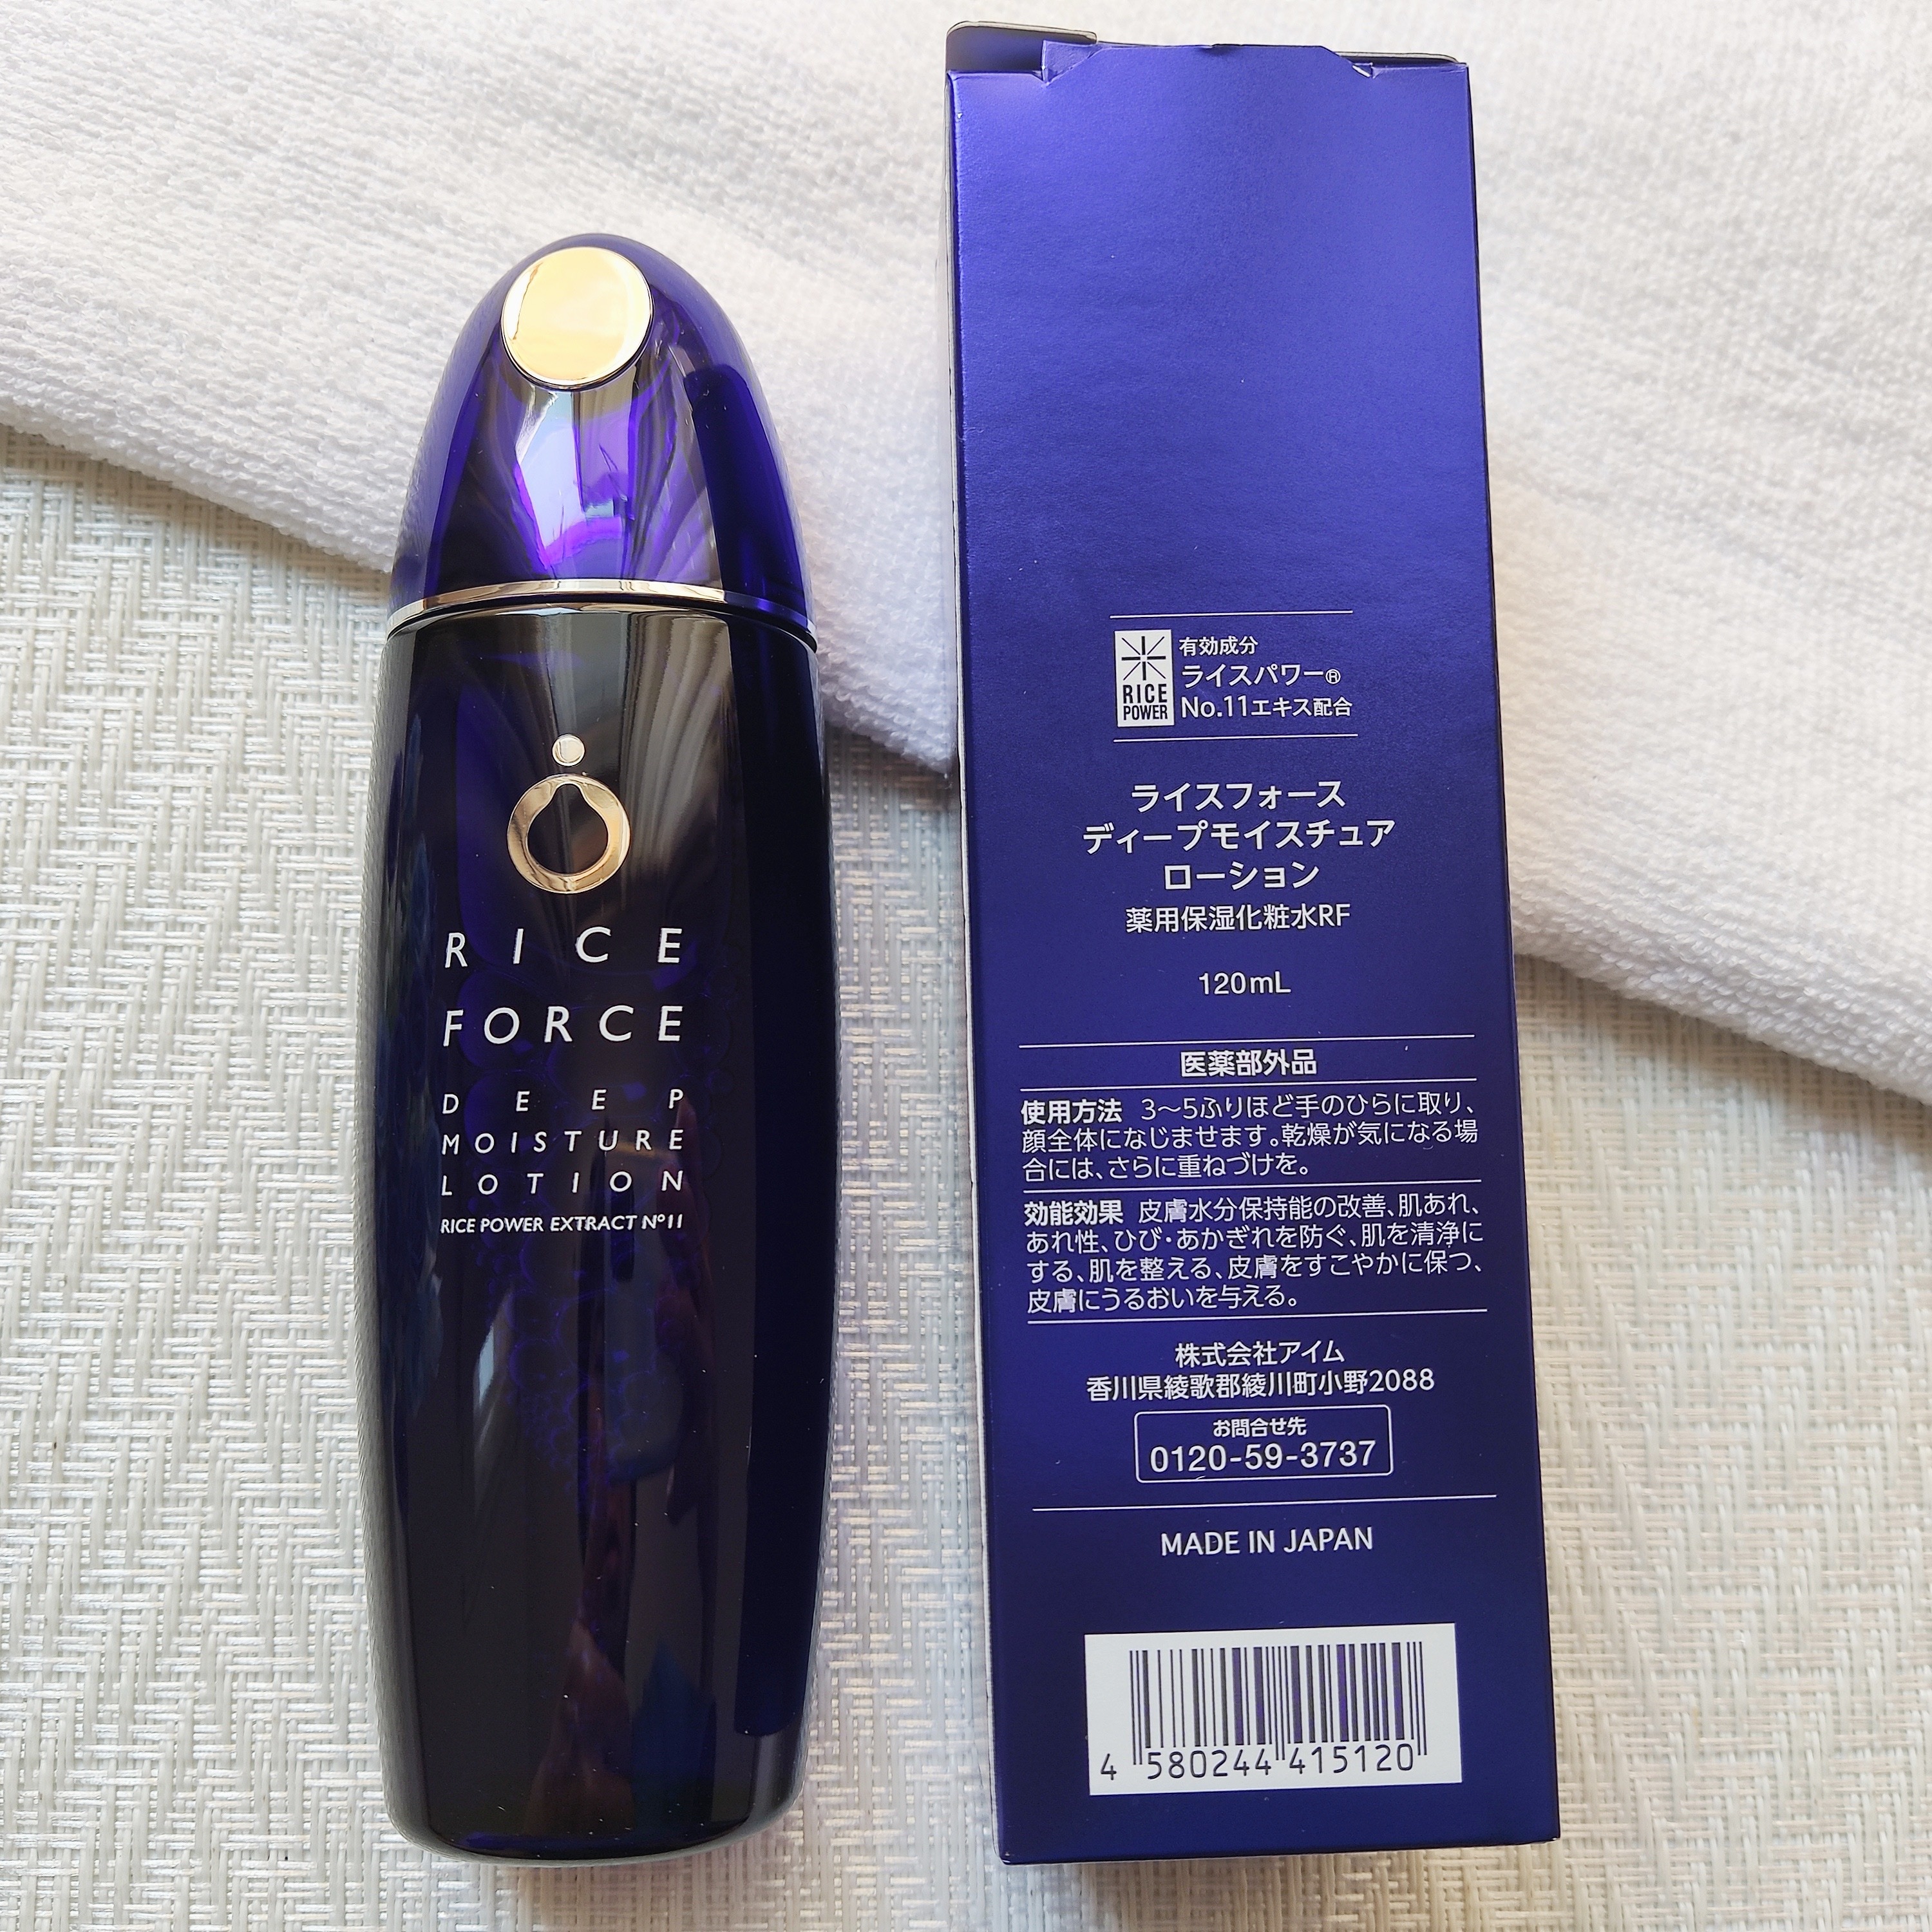 RICE
FORCE
DEEP
MOISTURE
LOTION
RICE POWER EXTRACT Nº11
RICE
POWER
有効成分
ライスパワー®
No.11エキス配合
ライスフォース
ディープモイスチュア
ローション
薬用保湿化粧水RF
120mL
医薬部外品
使用方法 3〜5ふりほど手のひらに取り、
顔全体になじませます。乾燥が気になる場
合には、さらに重ねづけを。
効能効果 皮膚水分保持能の改善、肌あれ、
あれ性、ひび・あかぎれを防ぐ、肌を清浄に
する、肌を整える、皮膚をすこやかに保つ、
皮膚にうるおいを与える。
株式会社アイム
香川県綾歌郡綾川町小野2088
お問合せ先
0120-59-3737
MADE IN JAPAN
4 580244 415120